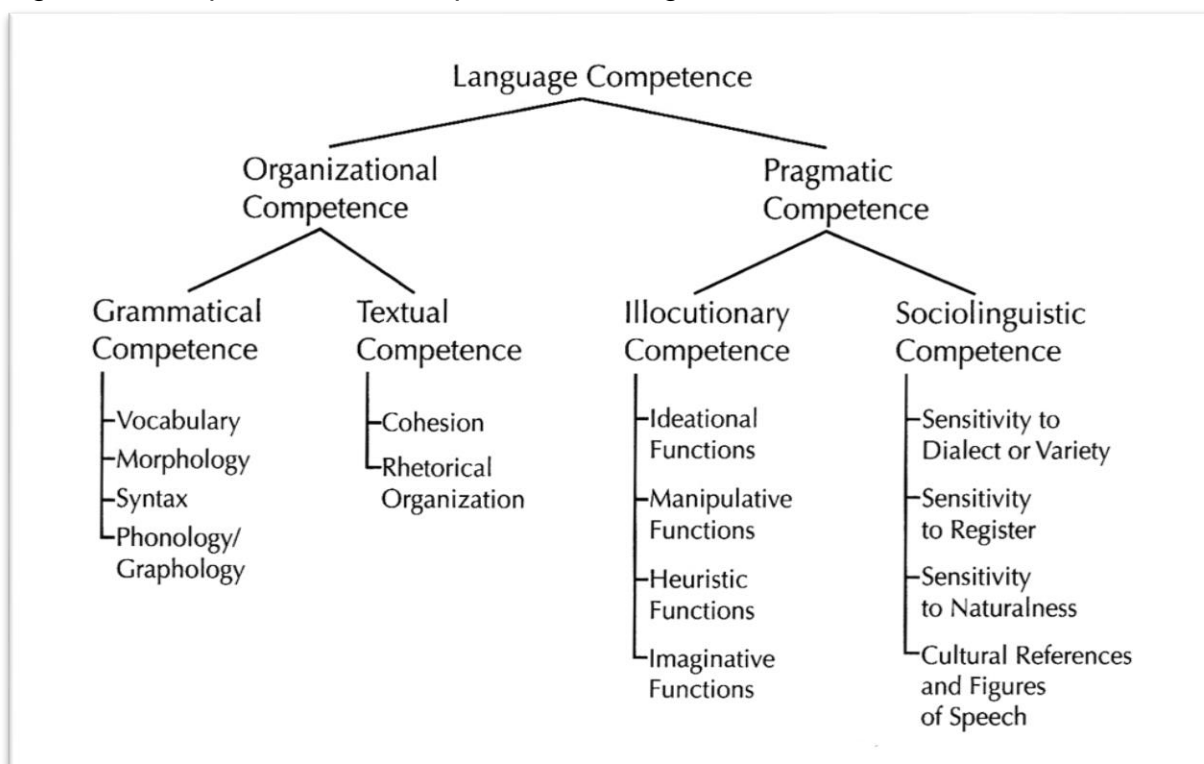 Language Competence
Organizational
Competence
Pragmatic
Competence
Grammatical
Competence
Textual
Competence
Illocutionary
Competence
Sociolinguistic
Competence
Vocabulary
Morphology
Syntax
Phonology/
Graphology
Cohesion
Rhetorical
Organization
Ideational
Functions
Manipulative
Functions
Heuristic
Functions
Imaginative
Functions
Sensitivity to
Dialect or Variety
Sensitivity
to Register
Sensitivity
to Naturalness
Cultural References
and Figures
of Speech